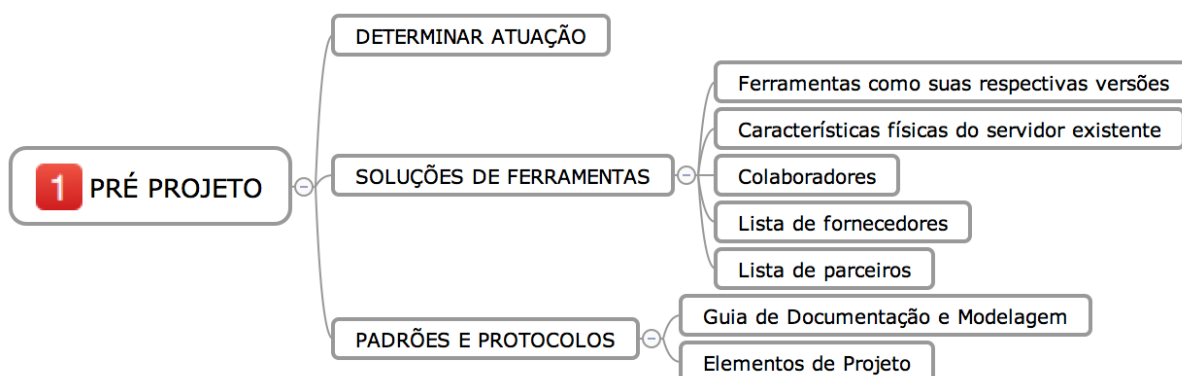 1 PRÉ PROJETO
DETERMINAR ATUAÇÃO
SOLUÇÕES DE FERRAMENTAS
Ferramentas como suas respectivas versões
Características físicas do servidor existente
Colaboradores
Lista de fornecedores
Lista de parceiros
PADRÕES E PROTOCOLOS
Guia de Documentação e Modelagem
Elementos de Projeto